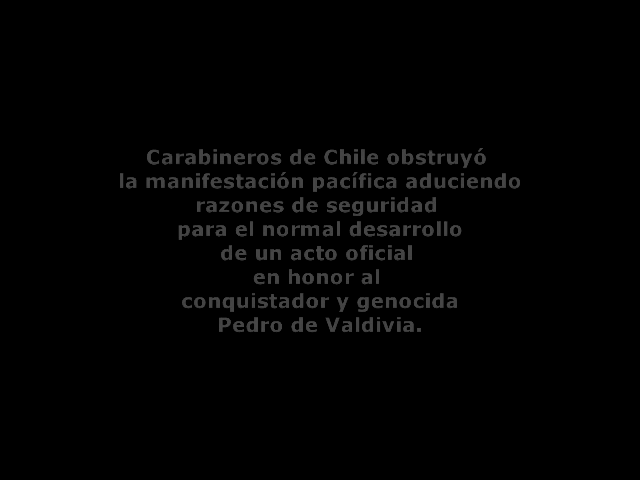 Carabineros de Chile obstruyó
la manifestación pacífica aduciendo
razones de seguridad
para el normal desarrollo
de un acto oficial
en honor al
conquistador y genocida
Pedro de Valdivia.